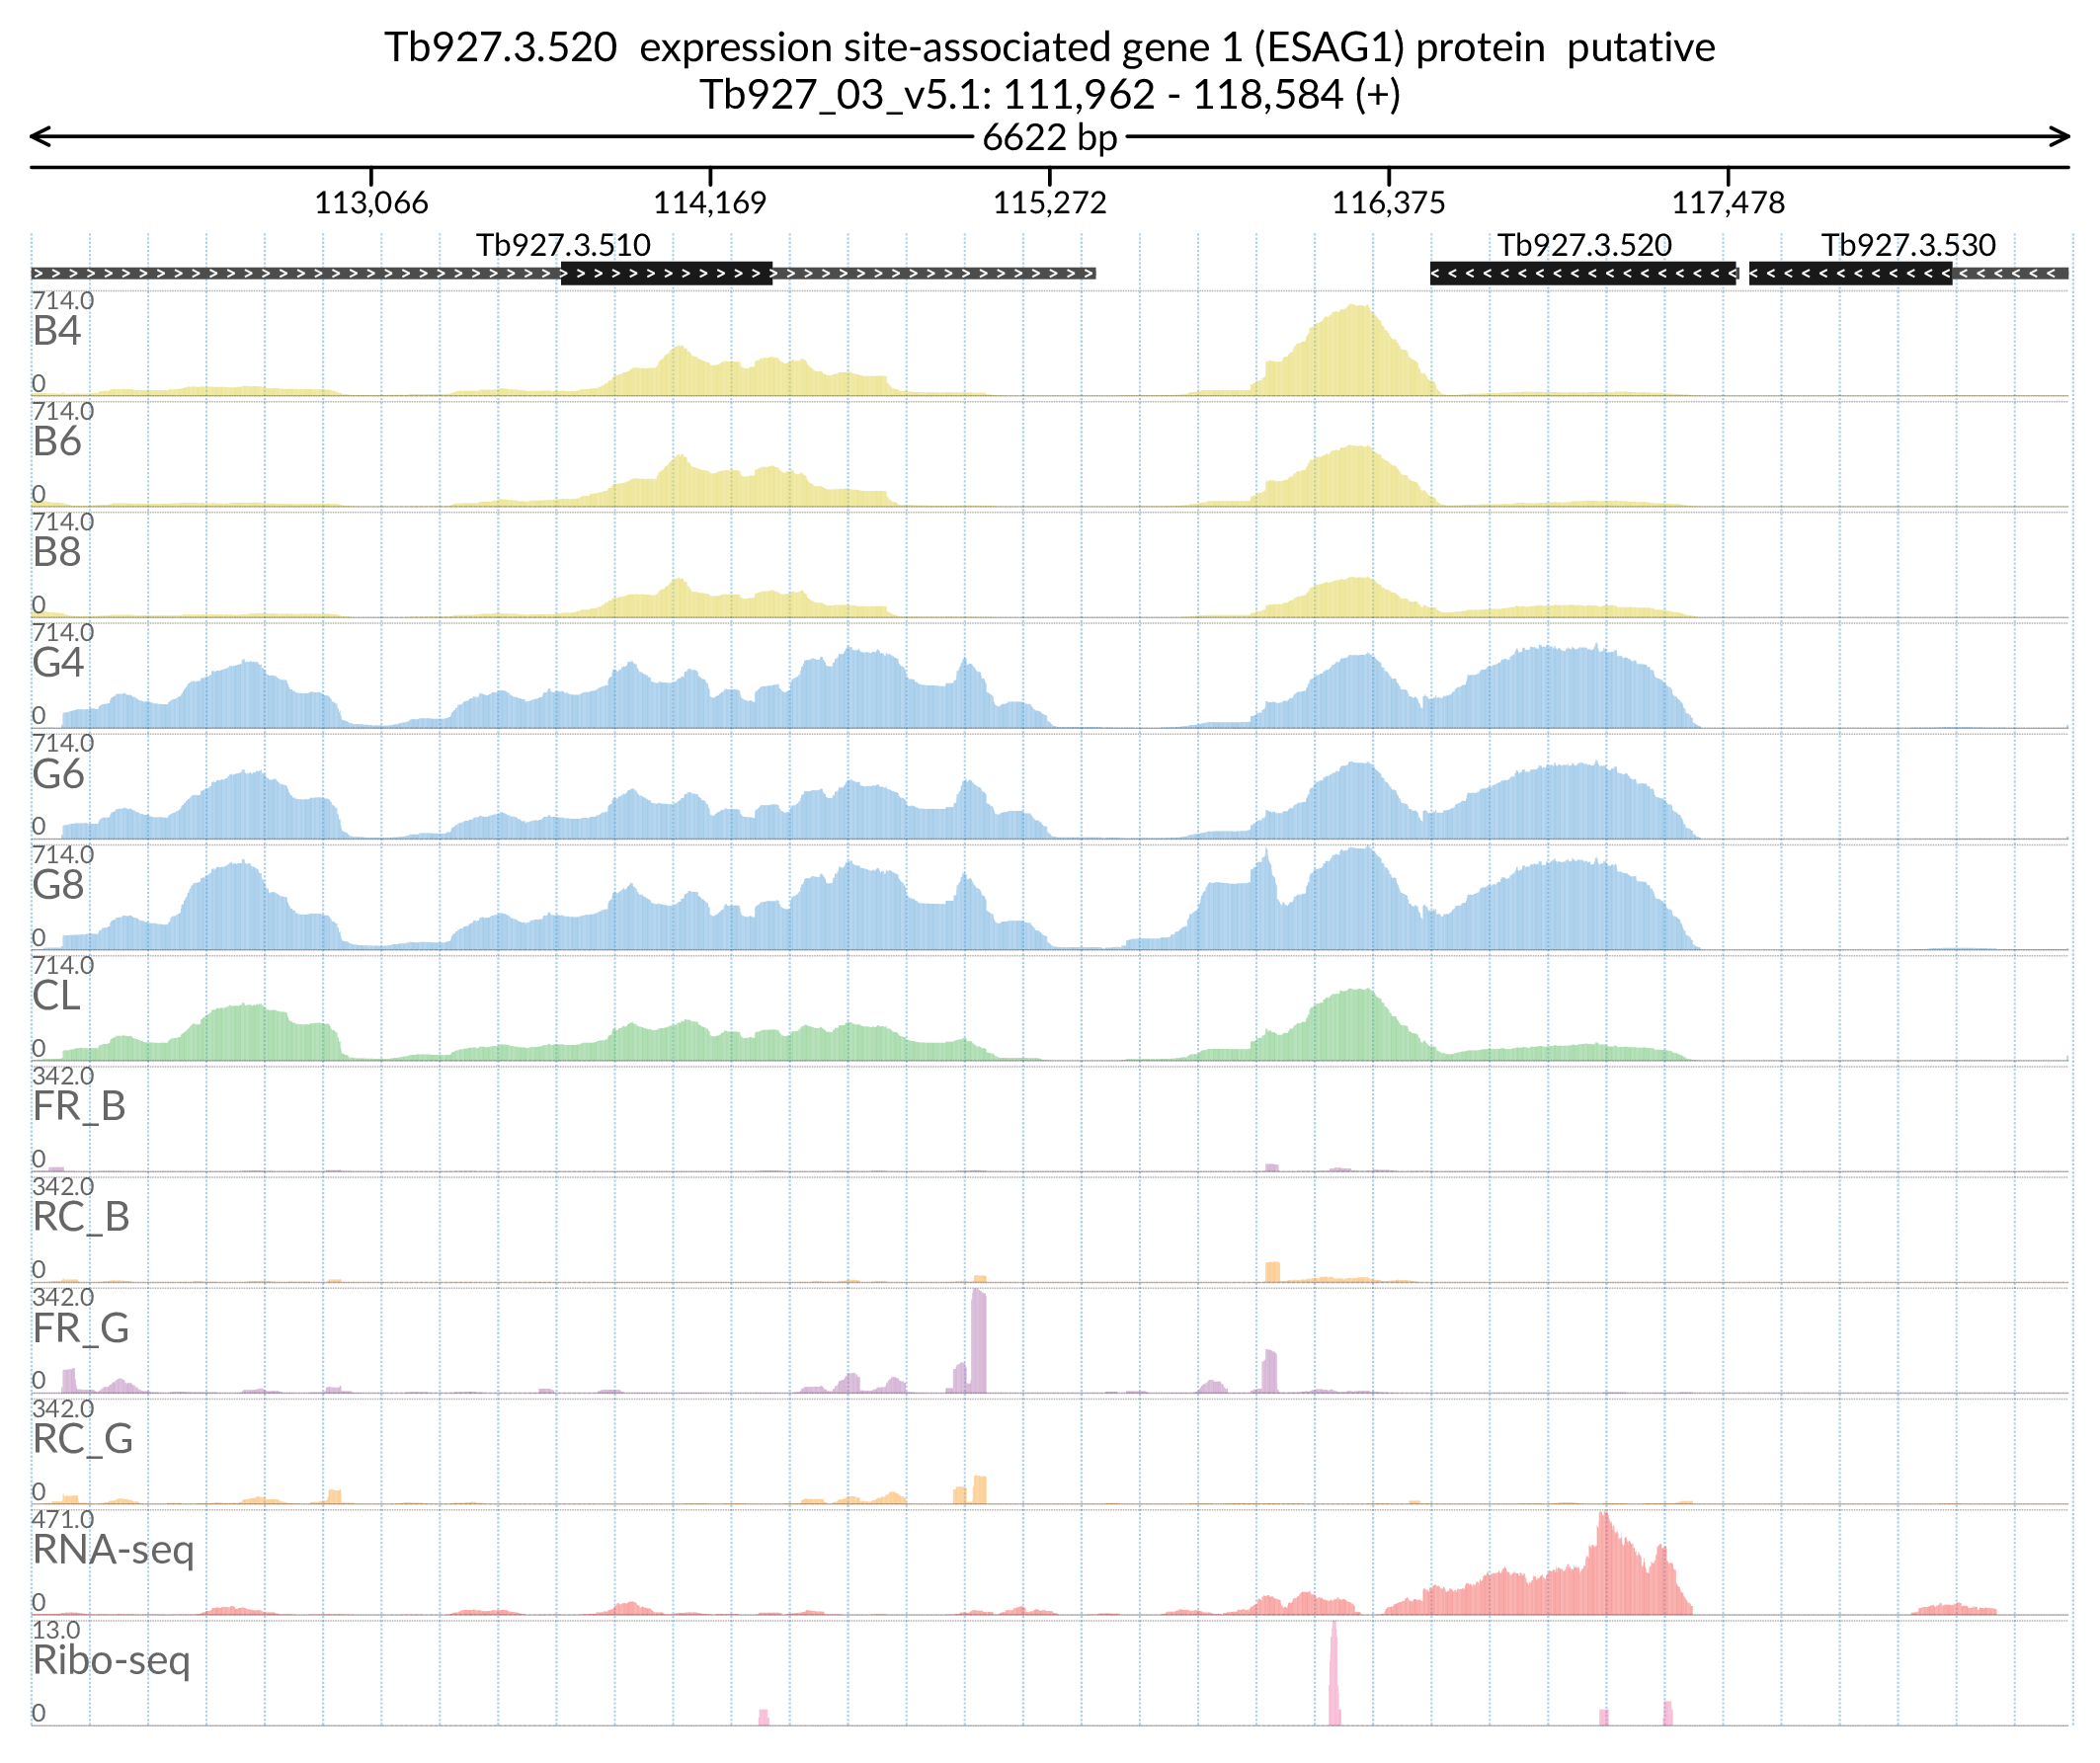 Tb927.3.520  expression site-associated gene 1 (ESAG1) protein  putative
Tb927_03_v5.1: 111,962 - 118,584 (+)
6622 bp
113,066 114,169 115,272 116,375 117,478
Tb927.3.510 Tb927.3.520 Tb927.3.530
714.0
B4
0
714.0
B6
0
714.0
B8
0
714.0
G4
0
714.0
G6
0
714.0
G8
0
714.0
CL
0
342.0
FR_B
0
342.0
RC_B
0
342.0
FR_G
0
342.0
RC_G
0
471.0
RNA-seq
0
13.0
Ribo-seq
0